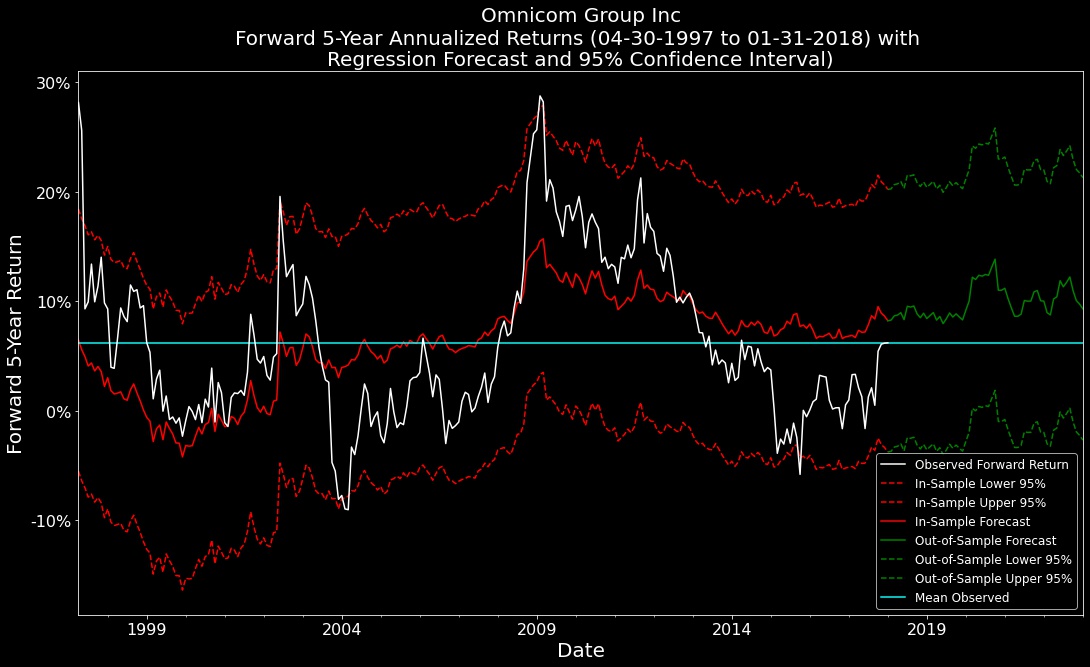 Omnicom Group Inc
Forward 5-Year Annualized Returns (04-30-1997 to 01-31-2018) with
Regression Forecast and 95% Confidence Interval)
30%
20%
10%
0%
-10%
Forward 5-Year Return
1999
2004
2009
2014
2019
Date
Observed Forward Return
In-Sample Lower 95%
In-Sample Upper 95%
In-Sample Forecast
Out-of-Sample Forecast
Out-of-Sample Lower 95%
Out-of-Sample Upper 95%
Mean Observed